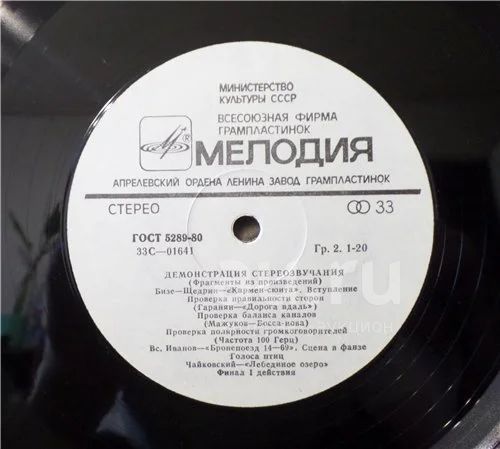 МИНИСТЕРСТВО
КУЛЬТУРЫ СССР
ВСЕСОЮЗНАЯ ФИРМА
ГРАМПЛАСТИНОК
® МЕЛОДИЯ
АПРЕЛЕВСКИЙ ОРДЕНА ЛЕНИНА ЗАВОД ГРАМПЛАСТИНОК
СТЕРЕО 33
ГОСТ 5289-80
33С—01641 Гр. 2. 1-20
ДЕМОНСТРАЦИЯ СТЕРЕОЗВУЧАНИЯ
(Фрагменты из произведений)
Бизе—Щедрин—«Кармен-сюита». Вступление
Проверка правильности сторон
(Гаранян—«Дорога вдаль»)
Проверка баланса каналов
(Мажуков—Босса-нова)
Проверка полярности громкоговорителей
(Частота 100 Герц)
Вс. Иванов—«Бронепоезд 14—69». Сцена в фанзе
Голоса птиц
Чайковский—«Лебединое озеро»
Финал I действия